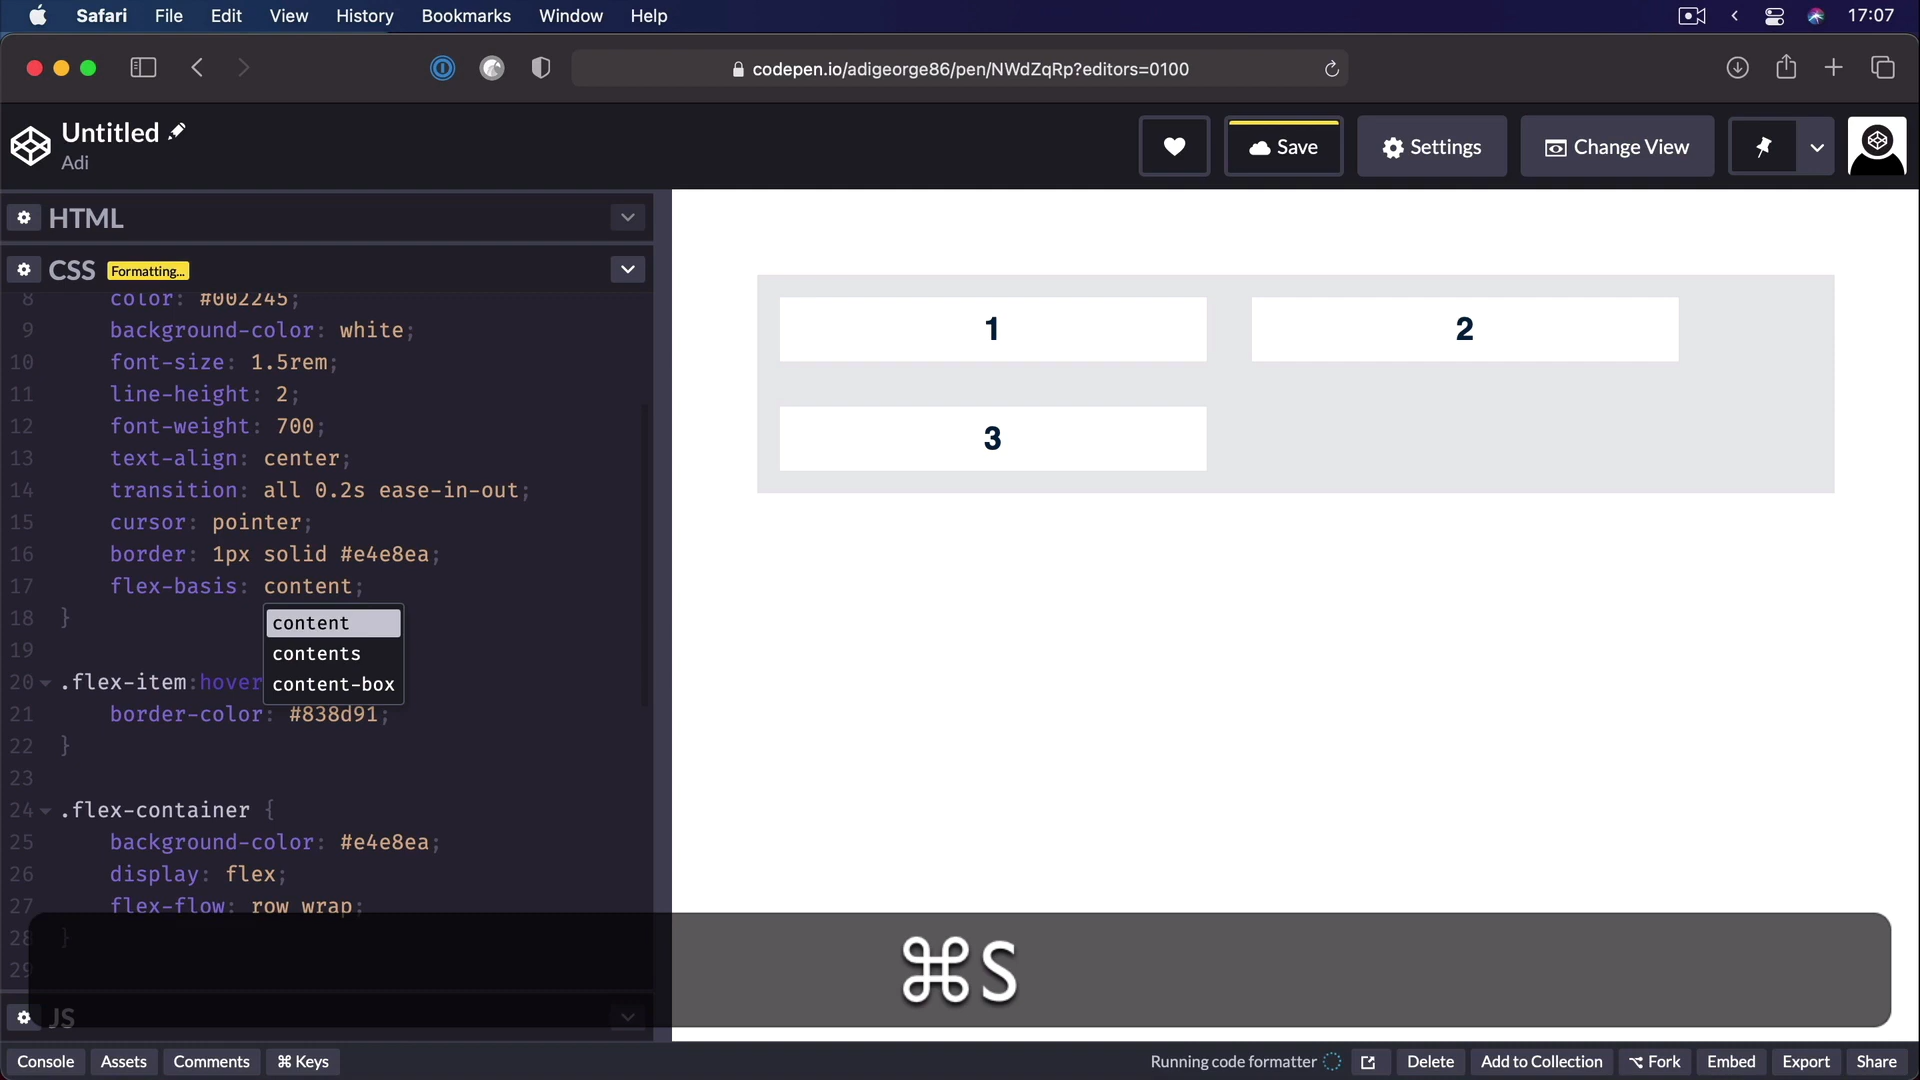 Safari File Edit View History Bookmarks Window Help 17:07
codepen.io/adigeorge86/pen/NWdZqRp?editors=0100
Untitled
Adi
Save Settings Change View
HTML
CSS Formatting...
8 color: #002245;
9 background-color: white;
10 font-size: 1.5rem;
11 line-height: 2;
12 font-weight: 700;
13 text-align: center;
14 transition: all 0.2s ease-in-out;
15 cursor: pointer;
16 border: 1px solid #e4e8ea;
17 flex-basis: content;
18 }
content
19
contents
20 .flex-item:hover
content-box
21 border-color: #838d91;
22 }
23
24 .flex-container {
25 background-color: #e4e8ea;
26 display: flex;
27 flex-flow: row wrap;
28 }
29
JS
1
2
3
⌘S
Console Assets Comments ⌘ Keys Running code formatter Delete Add to Collection ⌥ Fork Embed Export Share